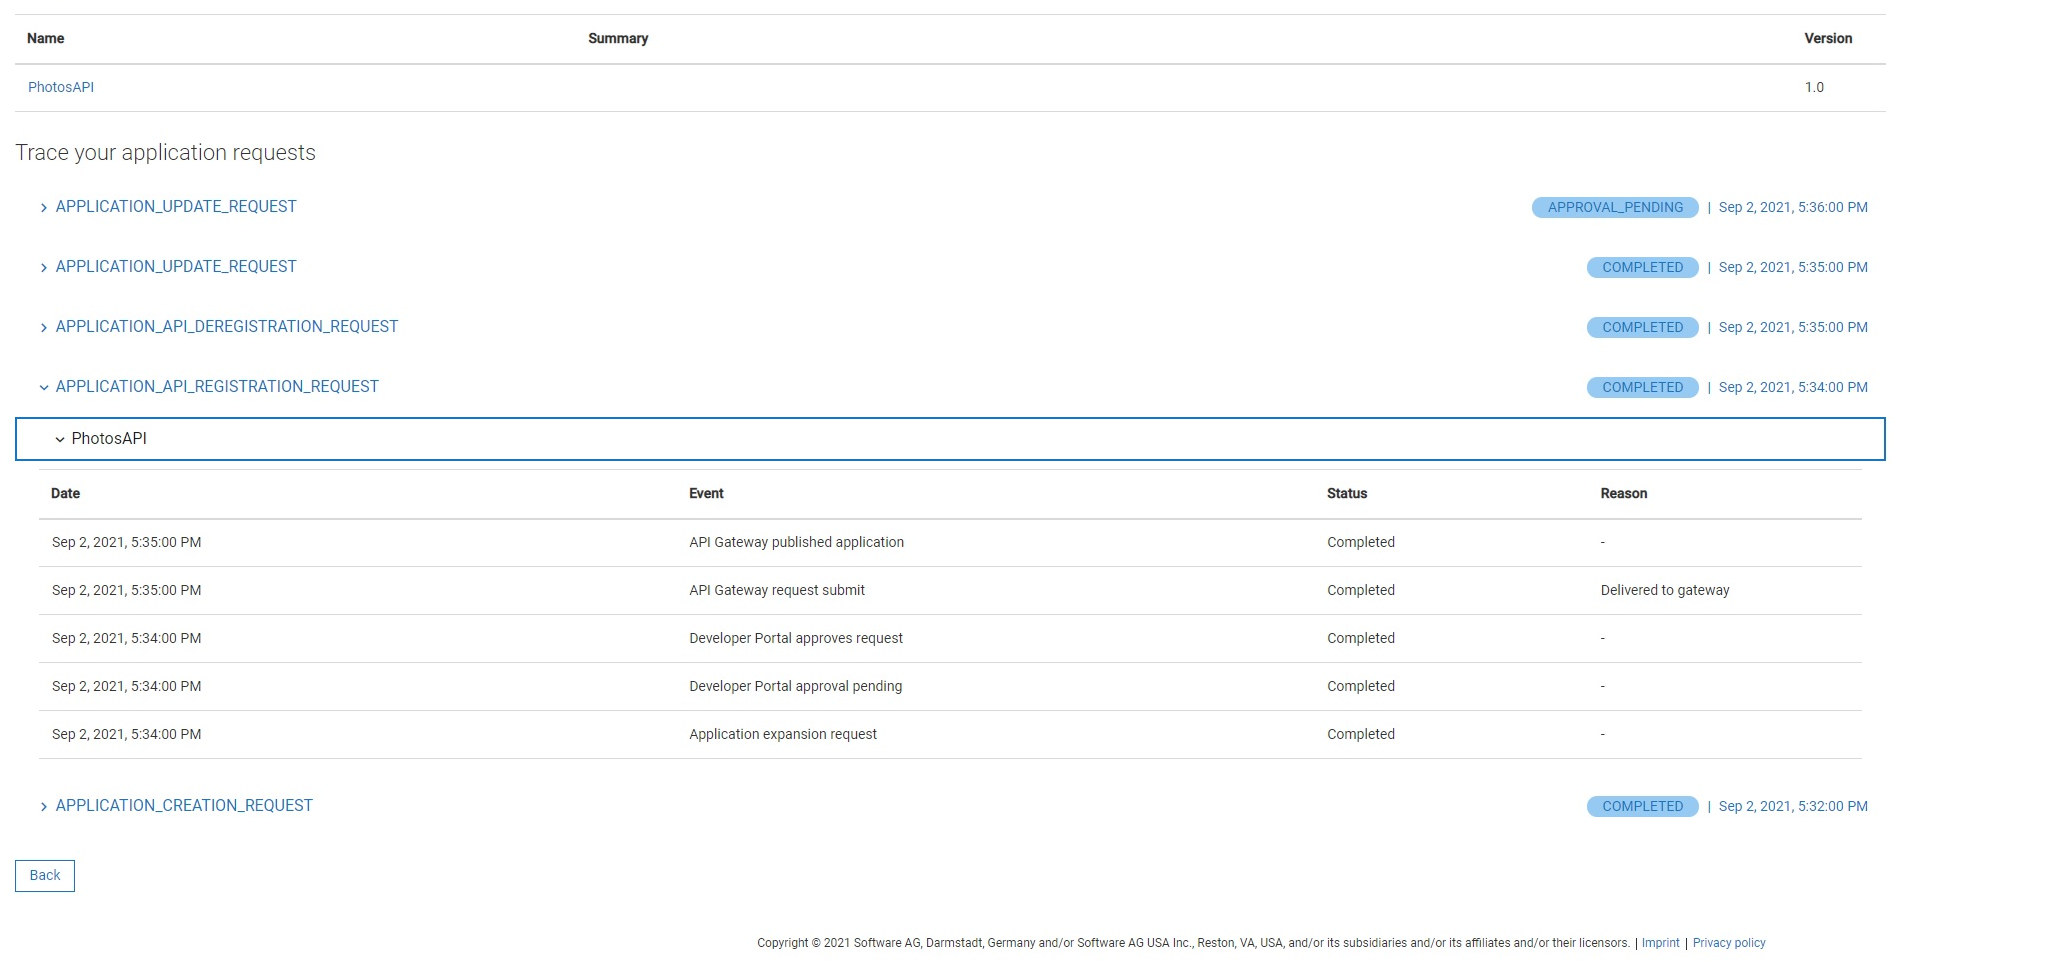 Name Summary Version
PhotosAPI 1.0
Trace your application requests
APPLICATION_UPDATE_REQUEST APPROVAL_PENDING | Sep 2, 2021, 5:36:00 PM
APPLICATION_UPDATE_REQUEST COMPLETED | Sep 2, 2021, 5:35:00 PM
APPLICATION_API_DEREGISTRATION_REQUEST COMPLETED | Sep 2, 2021, 5:35:00 PM
APPLICATION_API_REGISTRATION_REQUEST COMPLETED | Sep 2, 2021, 5:34:00 PM
PhotosAPI
Date Event Status Reason
Sep 2, 2021, 5:35:00 PM API Gateway published application Completed -
Sep 2, 2021, 5:35:00 PM API Gateway request submit Completed Delivered to gateway
Sep 2, 2021, 5:34:00 PM Developer Portal approves request Completed -
Sep 2, 2021, 5:34:00 PM Developer Portal approval pending Completed -
Sep 2, 2021, 5:34:00 PM Application expansion request Completed -
APPLICATION_CREATION_REQUEST COMPLETED | Sep 2, 2021, 5:32:00 PM
Back
Copyright © 2021 Software AG, Darmstadt, Germany and/or Software AG USA Inc., Reston, VA, USA, and/or its subsidiaries and/or its affiliates and/or their licensors. | Imprint | Privacy policy